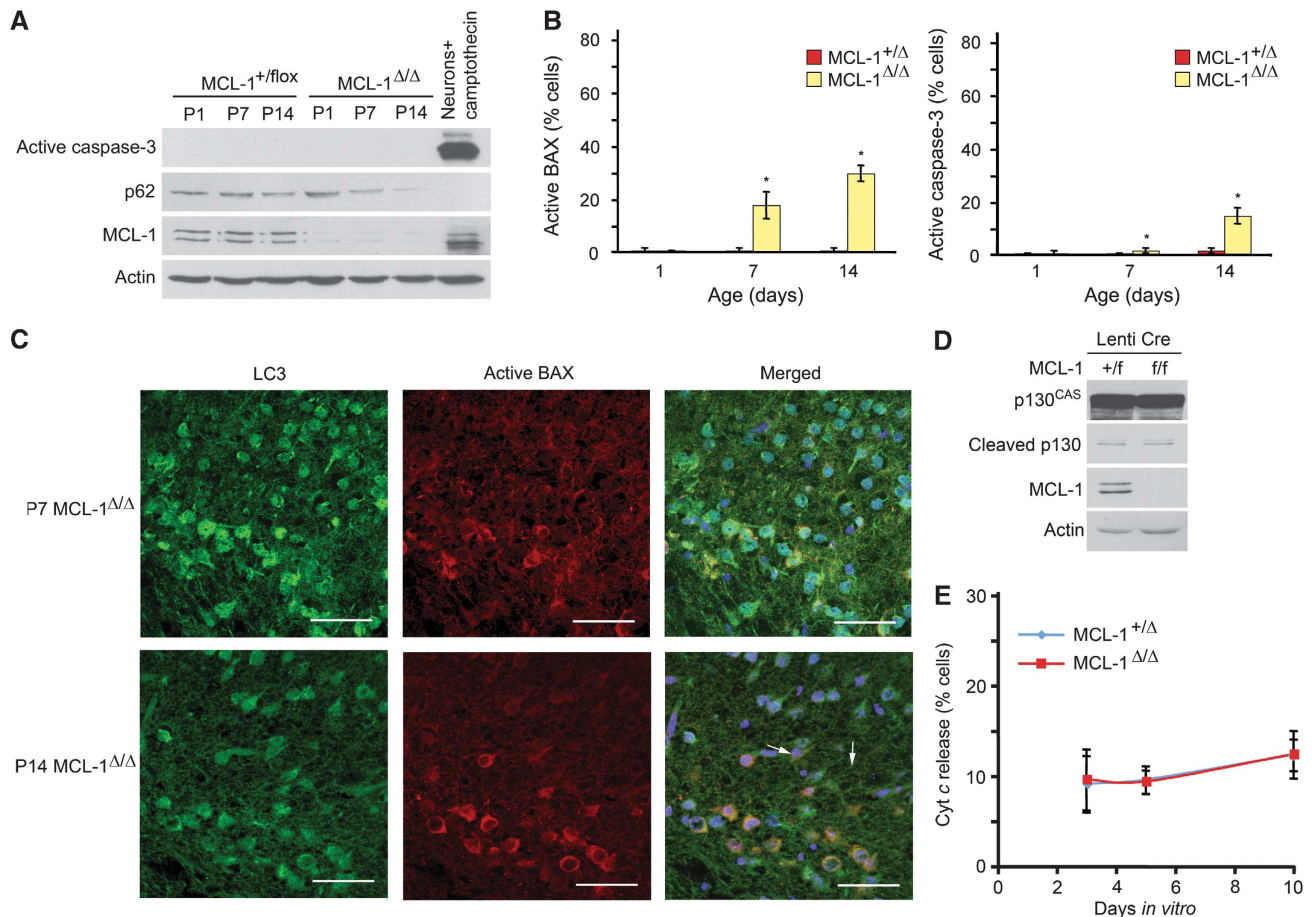 A
MCL-1+/flox
MCL-1Δ/Δ
Neurons+
camptothecin
P1 P7 P14 P1 P7 P14
Active caspase-3
p62
MCL-1
Actin
B
Active BAX (% cells)
80
60
40
20
0
1 7 14
Age (days)
MCL-1+/Δ
MCL-1Δ/Δ
*
*
Active caspase-3 (% cells)
80
60
40
20
0
1 7 14
Age (days)
MCL-1+/Δ
MCL-1Δ/Δ
*
*
C
LC3 Active BAX Merged
P7 MCL-1Δ/Δ
P14 MCL-1Δ/Δ
D
Lenti Cre
MCL-1 +/f f/f
p130CAS
Cleaved p130
MCL-1
Actin
E
Cyt c release (% cells)
30
20
10
0
0 2 4 6 8 10
Days in vitro
MCL-1+/Δ
MCL-1Δ/Δ